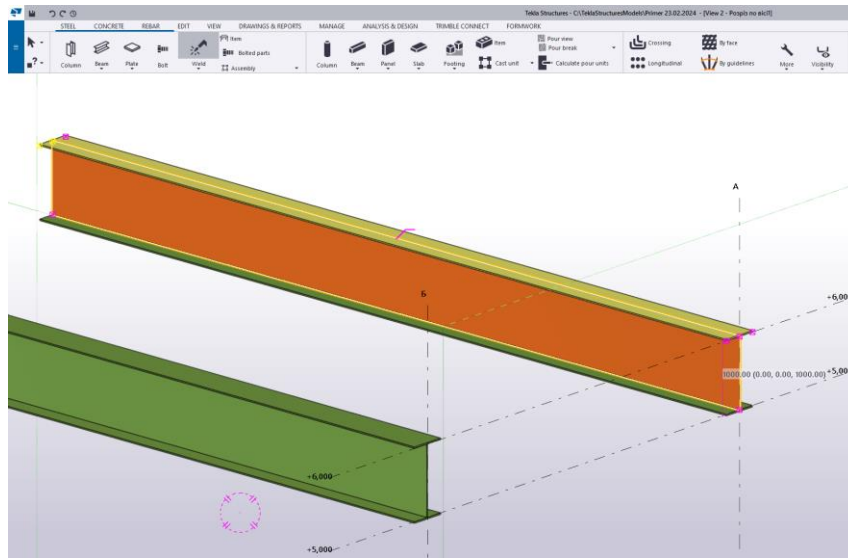 Tekla Structures - C:\TeklaStructuresModels\Primer 23.02.2024 - [View 2 -
STEEL CONCRETE REBAR EDIT VIEW DRAWINGS & REPORTS MANAGE ANALYSIS & DESIGN TRIMBLE CONNECT FORMWORK
Item
Bolted parts
Assembly
Column Beam Plate Bolt Weld
Column Beam Panel Slab Footing
Item
Cast unit
Pour view
Pour break
Calculate pour units
Crossing
Longitudinal
By face
By guidelines
More Visibility
A
Б
+6,000
+5,000
1000.00 (0.00, 0.00, 1000.00)
+6,000
+5,000